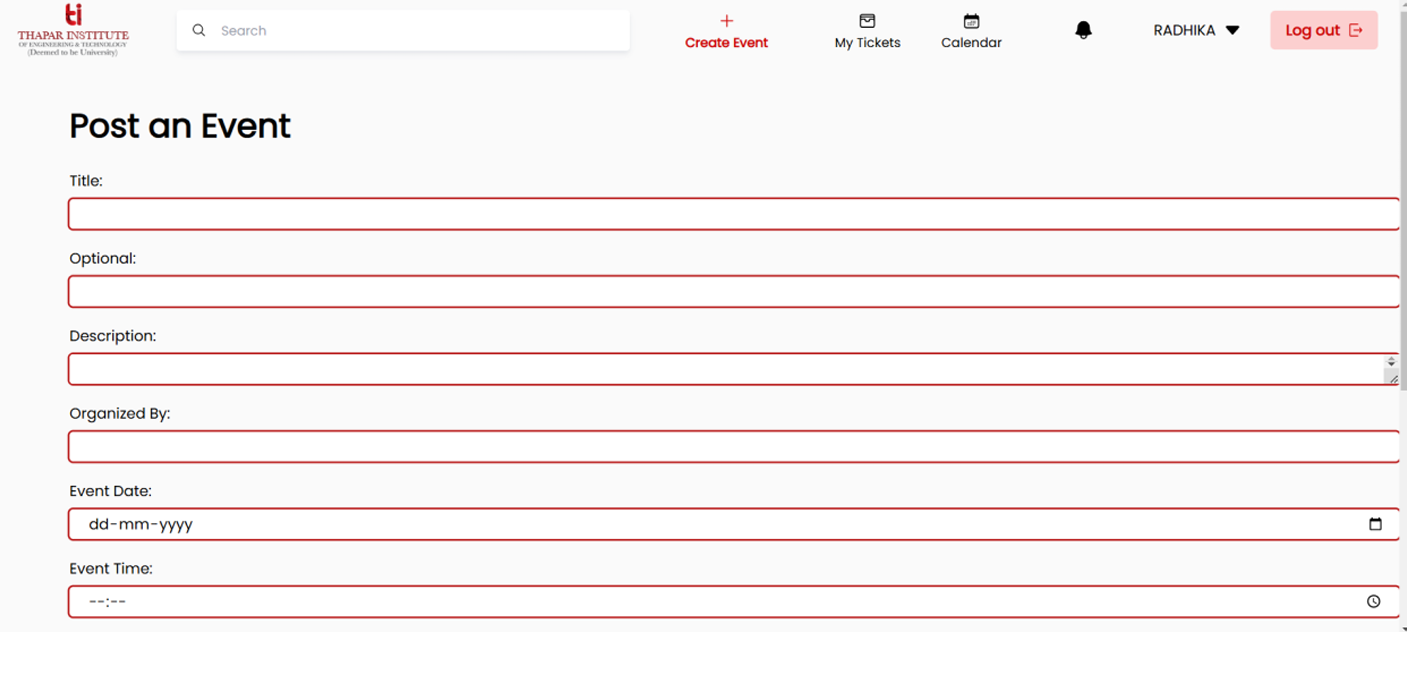 ti
THAPAR INSTITUTE
OF ENGINEERING & TECHNOLOGY
(Deemed to be University)
Search
Create Event
My Tickets
Calendar
RADHIKA
Log out
Post an Event
Title:
Optional:
Description:
Organized By:
Event Date:
dd-mm-yyyy
Event Time:
--:--